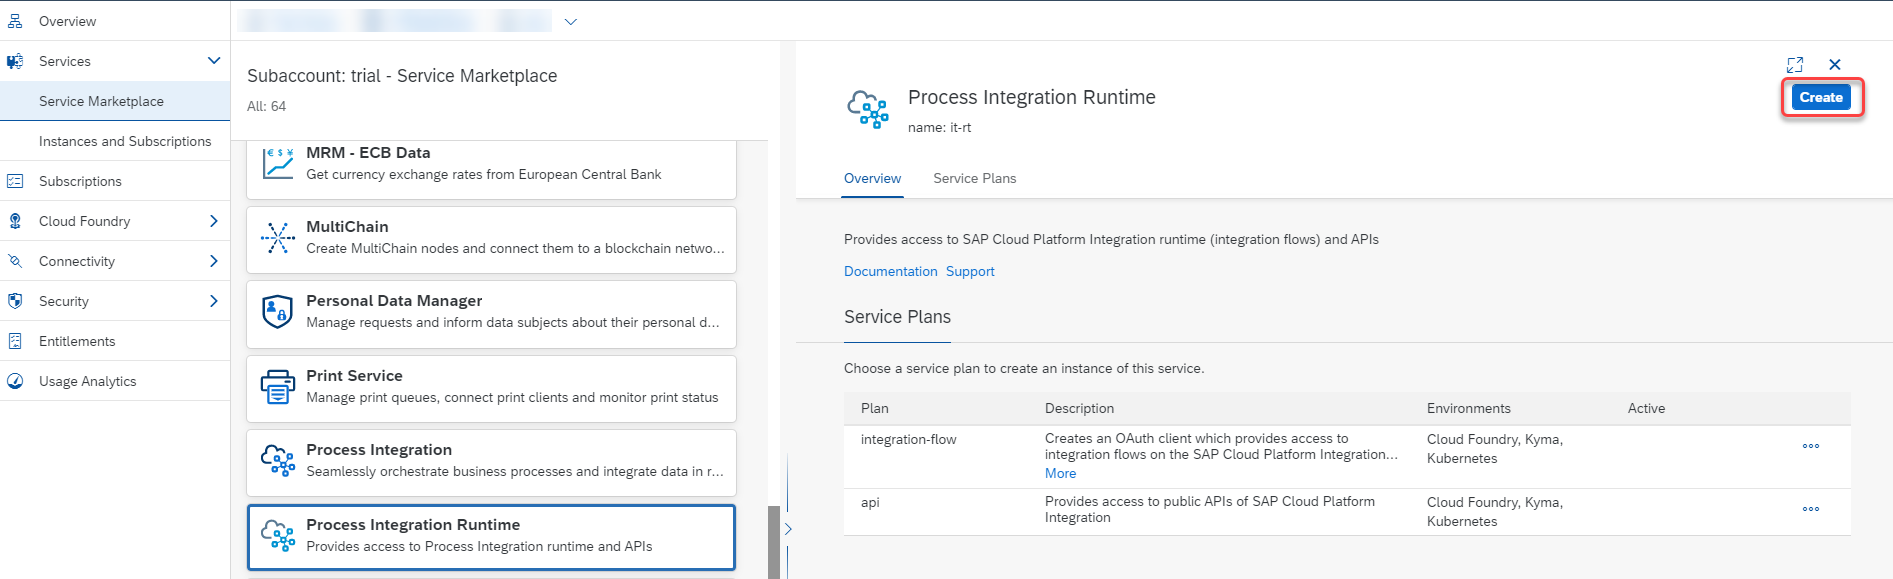 Overview
Services
Service Marketplace
Instances and Subscriptions
Subscriptions
Cloud Foundry
Connectivity
Security
Entitlements
Usage Analytics
Subaccount: trial - Service Marketplace
All: 64
MRM - ECB Data
Get currency exchange rates from European Central Bank
MultiChain
Create MultiChain nodes and connect them to a blockchain netwo...
Personal Data Manager
Manage requests and inform data subjects about their personal d...
Print Service
Manage print queues, connect print clients and monitor print status
Process Integration
Seamlessly orchestrate business processes and integrate data in r...
Process Integration Runtime
Provides access to Process Integration runtime and APIs
Process Integration Runtime
name: it-rt
Create
Overview Service Plans
Provides access to SAP Cloud Platform Integration runtime (integration flows) and APIs
Documentation Support
Service Plans
Choose a service plan to create an instance of this service.
Plan Description Environments Active
integration-flow
Creates an OAuth client which provides access to
integration flows on the SAP Cloud Platform Integration...
More
Cloud Foundry, Kyma,
Kubernetes
api
Provides access to public APIs of SAP Cloud Platform
Integration
Cloud Foundry, Kyma,
Kubernetes